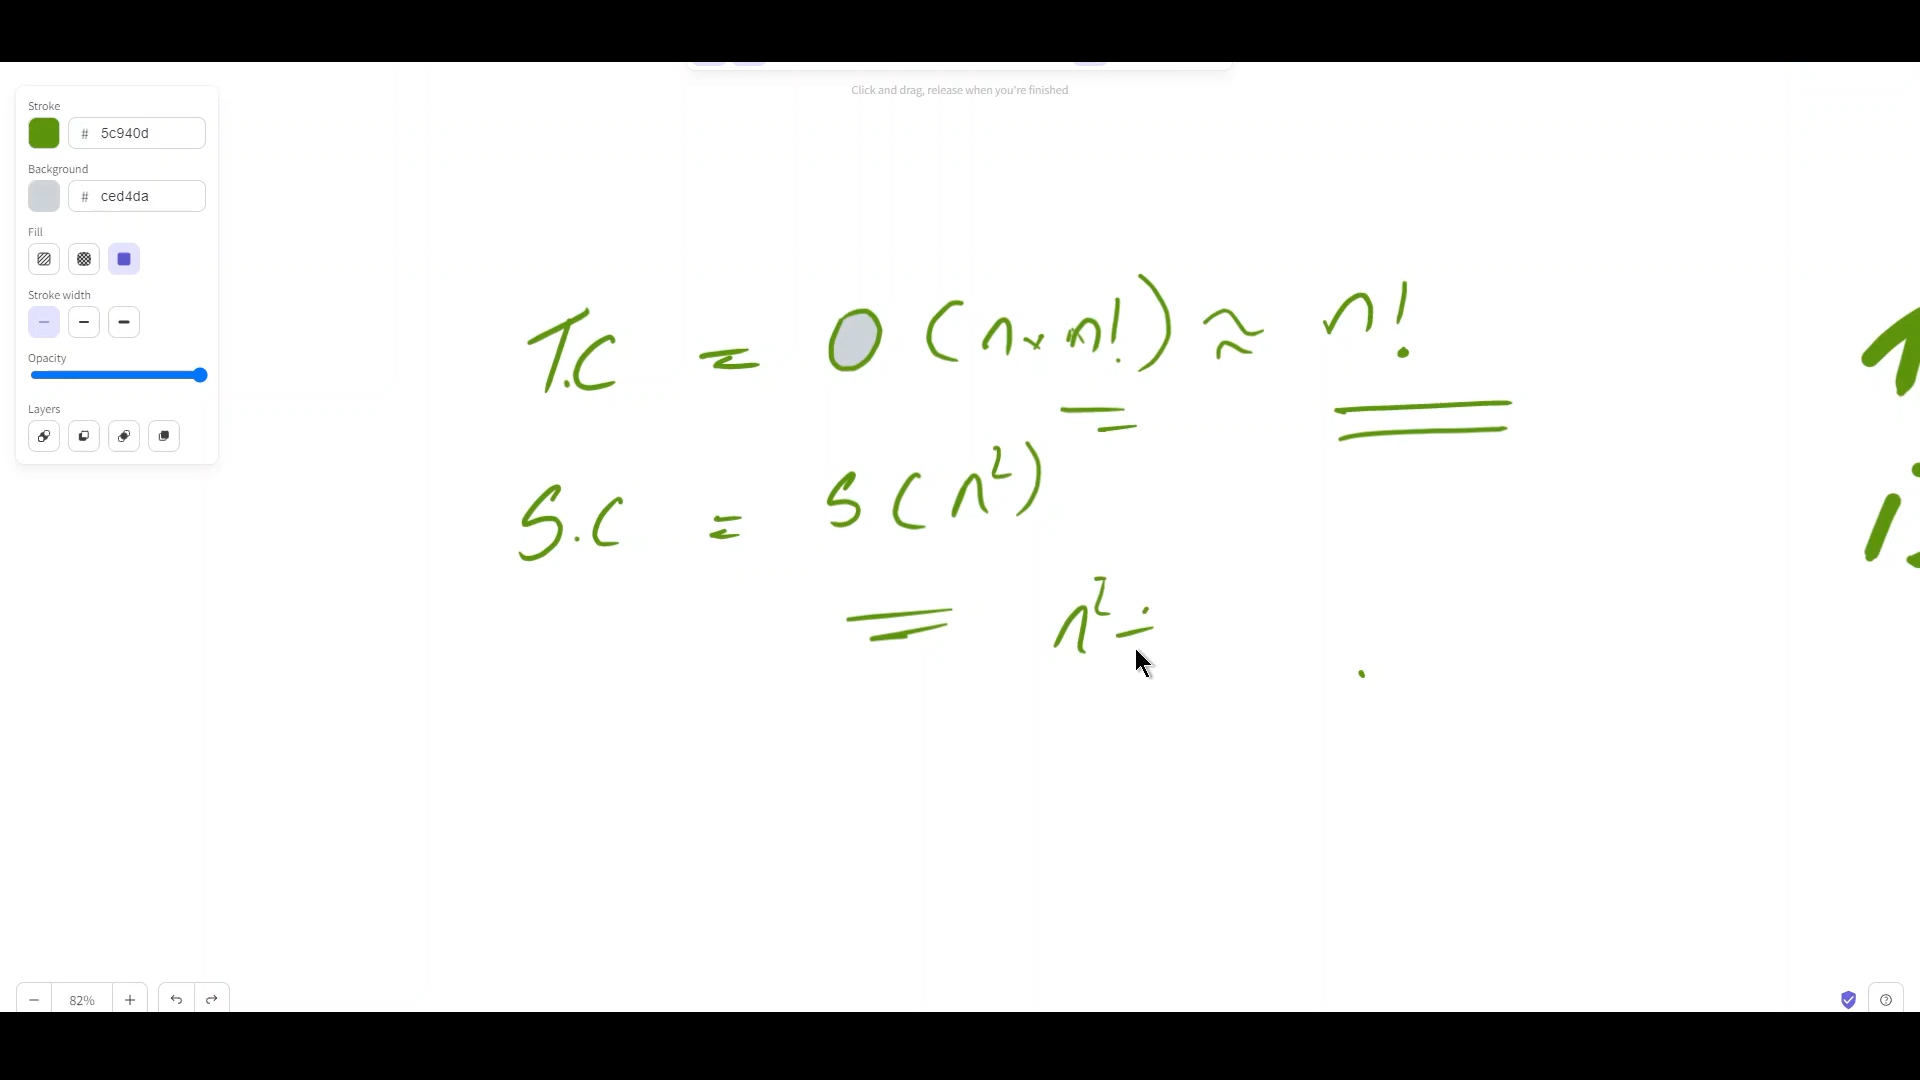 Click and drag, release when you're finished
Stroke
# 5c940d
Background
# ced4da
Fill
Stroke width
Opacity
Layers
T.C = O (n × n!) ≈ n!
S.C = S (n²)
n² ÷
82%